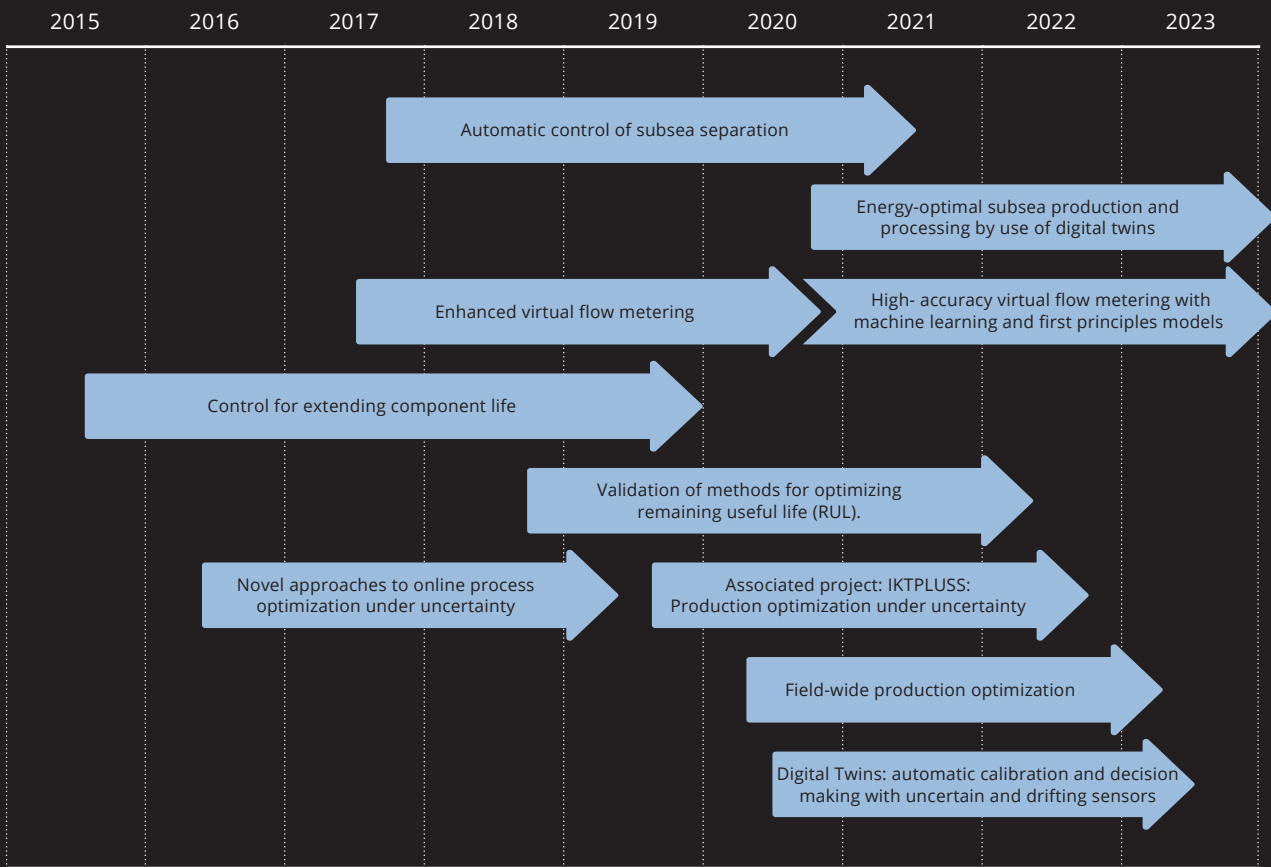 2015 2016 2017 2018 2019 2020 2021 2022 2023
Automatic control of subsea separation
Energy-optimal subsea production and
processing by use of digital twins
Enhanced virtual flow metering
High- accuracy virtual flow metering with
machine learning and first principles models
Control for extending component life
Validation of methods for optimizing
remaining useful life (RUL).
Novel approaches to online process
optimization under uncertainty
Associated project: IKTPLUSS:
Production optimization under uncertainty
Field-wide production optimization
Digital Twins: automatic calibration and decision
making with uncertain and drifting sensors